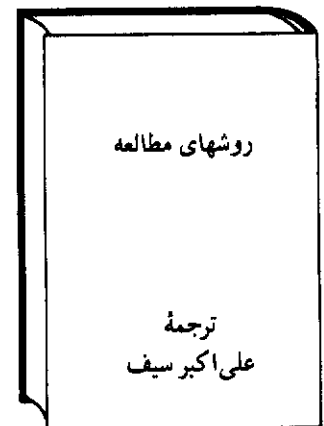 روشهای مطالعه
ترجمهٔ
علی‌اکبر سیف